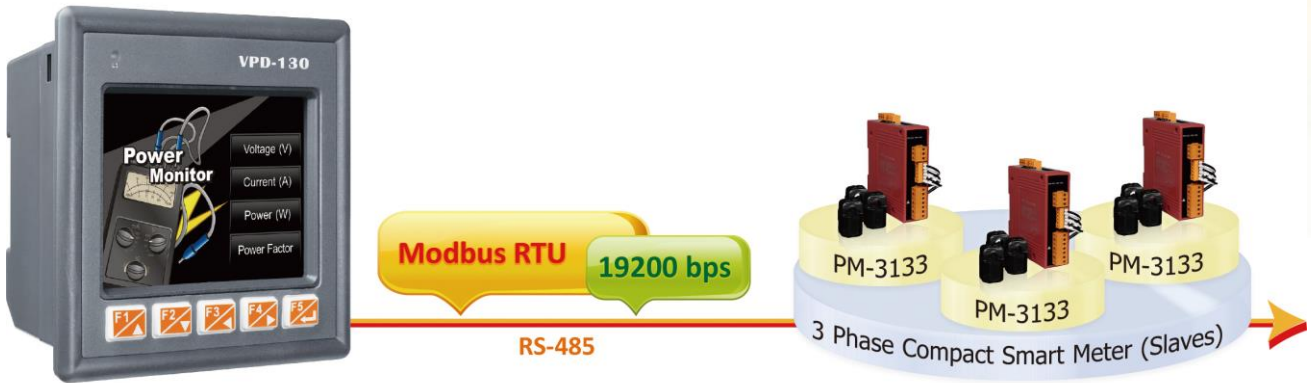 VPD-130
Power
Monitor
Voltage (V)
Current (A)
Power (W)
Power Factor
F1
F2
F3
F4
F5
Modbus RTU
19200 bps
RS-485
PM-3133
PM-3133
PM-3133
3 Phase Compact Smart Meter (Slaves)